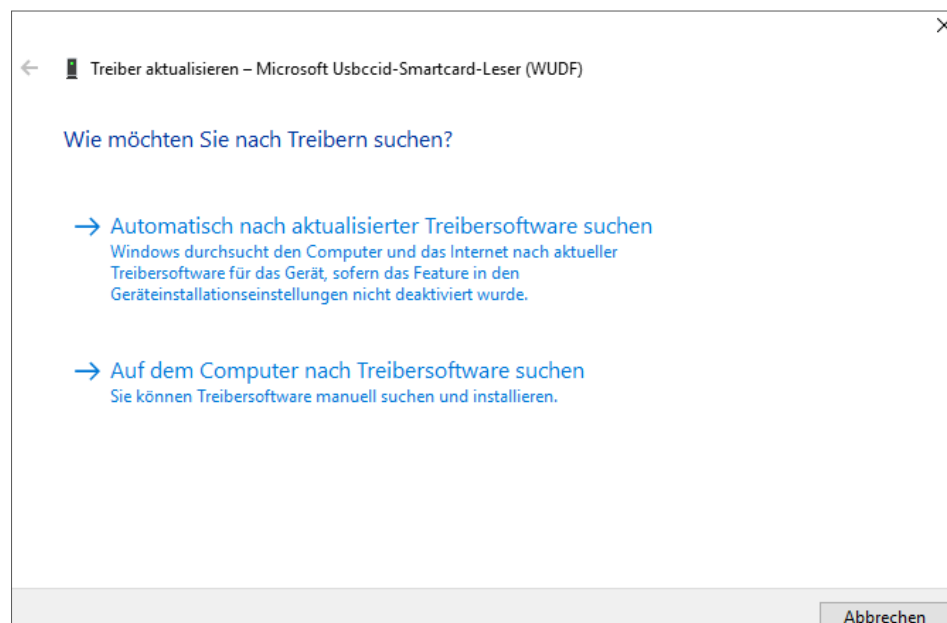 Treiber aktualisieren – Microsoft Usbccid-Smartcard-Leser (WUDF)
Wie möchten Sie nach Treibern suchen?
Automatisch nach aktualisierter Treibersoftware suchen
Windows durchsucht den Computer und das Internet nach aktueller
Treibersoftware für das Gerät, sofern das Feature in den
Geräteinstallationseinstellungen nicht deaktiviert wurde.
Auf dem Computer nach Treibersoftware suchen
Sie können Treibersoftware manuell suchen und installieren.
Abbrechen